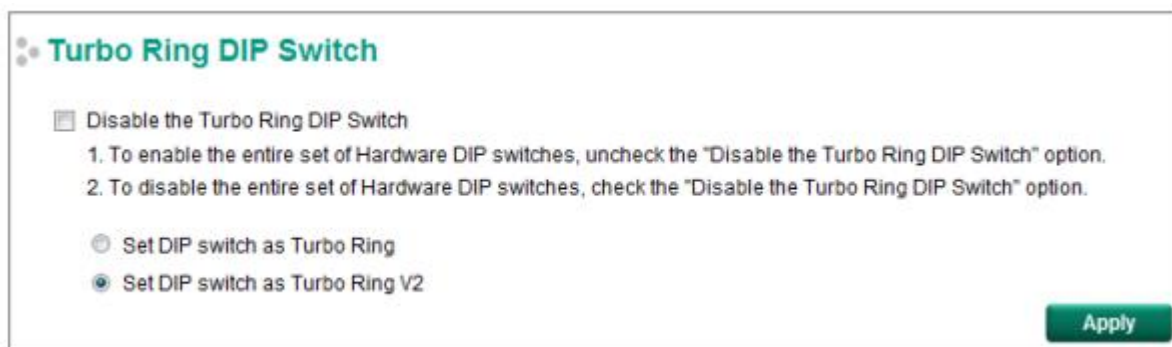 Turbo Ring DIP Switch
Disable the Turbo Ring DIP Switch
1. To enable the entire set of Hardware DIP switches, uncheck the "Disable the Turbo Ring DIP Switch" option.
2. To disable the entire set of Hardware DIP switches, check the "Disable the Turbo Ring DIP Switch" option.
Set DIP switch as Turbo Ring
Set DIP switch as Turbo Ring V2
Apply